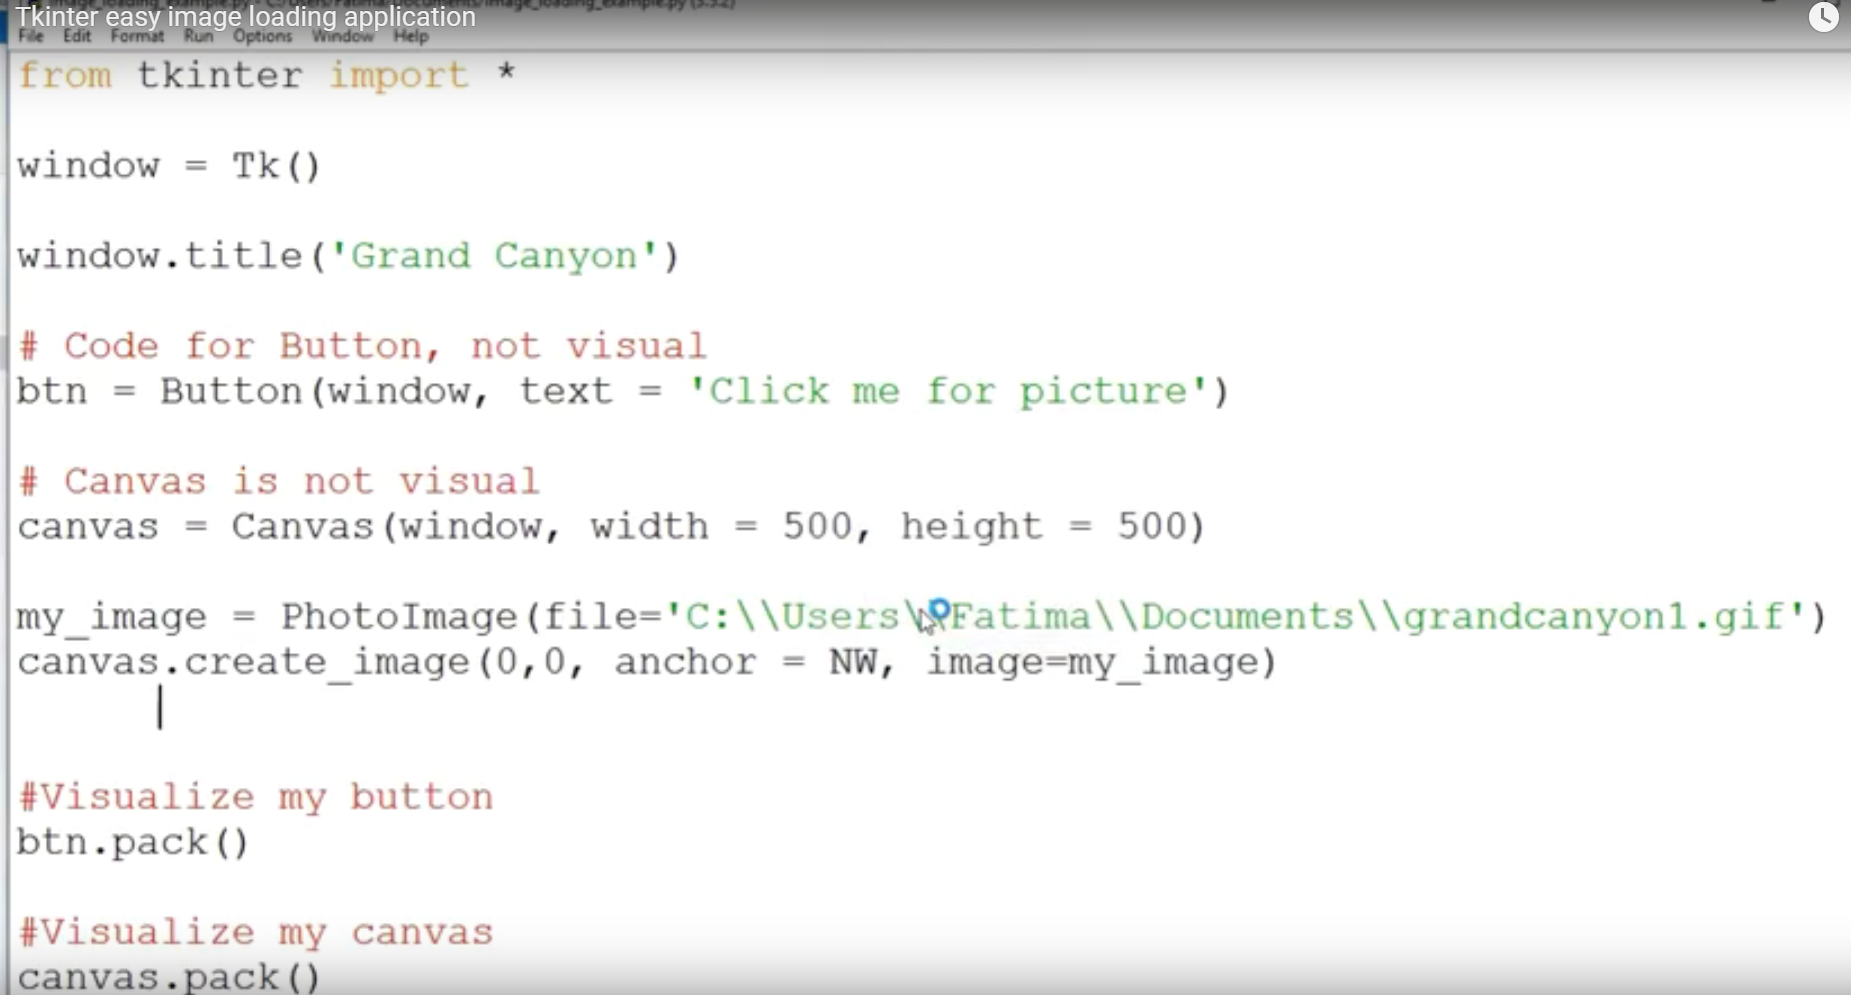 Tkinter easy image loading application
File Edit Format Run Options Window Help
from tkinter import *
window = Tk()
window.title('Grand Canyon')
# Code for Button, not visual
btn = Button(window, text = 'Click me for picture')
# Canvas is not visual
canvas = Canvas(window, width = 500, height = 500)
my_image = PhotoImage(file='C:\\Users\\Fatima\\Documents\\grandcanyon1.gif')
canvas.create_image(0,0, anchor = NW, image=my_image)
#Visualize my button
btn.pack()
#Visualize my canvas
canvas.pack()